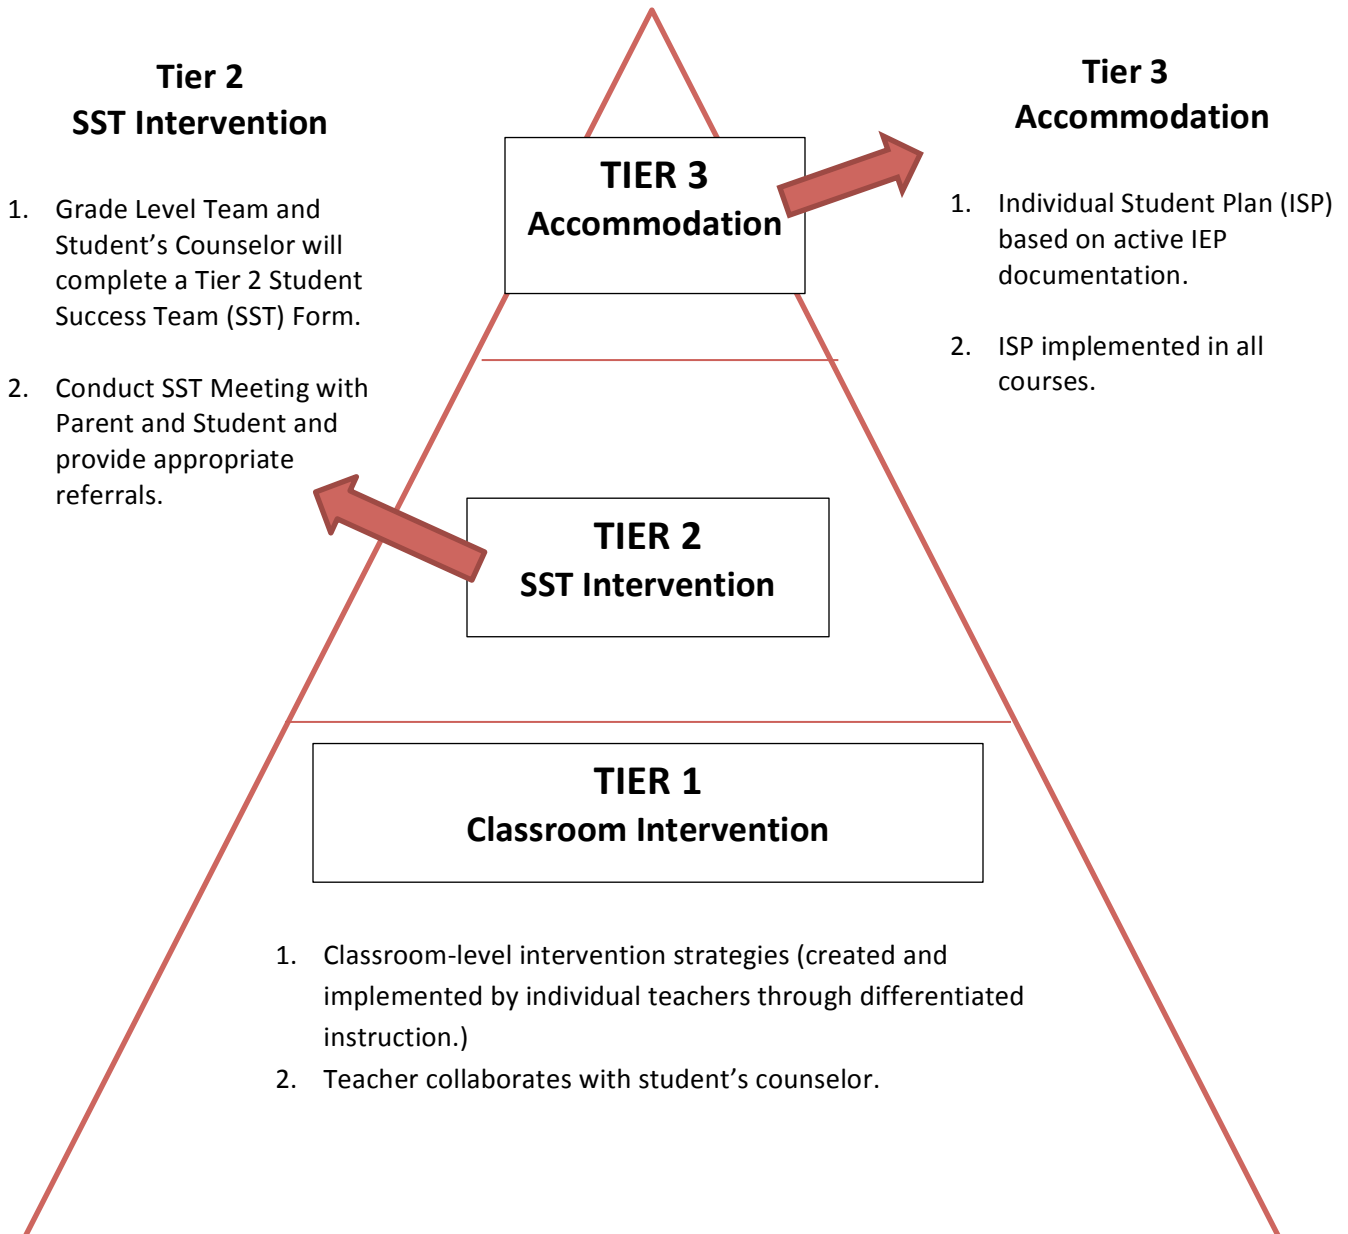 Tier 2
SST Intervention
1. Grade Level Team and
Student’s Counselor will
complete a Tier 2 Student
Success Team (SST) Form.
2. Conduct SST Meeting with
Parent and Student and
provide appropriate
referrals.
TIER 3
Accommodation
Tier 3
Accommodation
1. Individual Student Plan (ISP)
based on active IEP
documentation.
2. ISP implemented in all
courses.
TIER 2
SST Intervention
TIER 1
Classroom Intervention
1. Classroom-level intervention strategies (created and
implemented by individual teachers through differentiated
instruction.)
2. Teacher collaborates with student’s counselor.